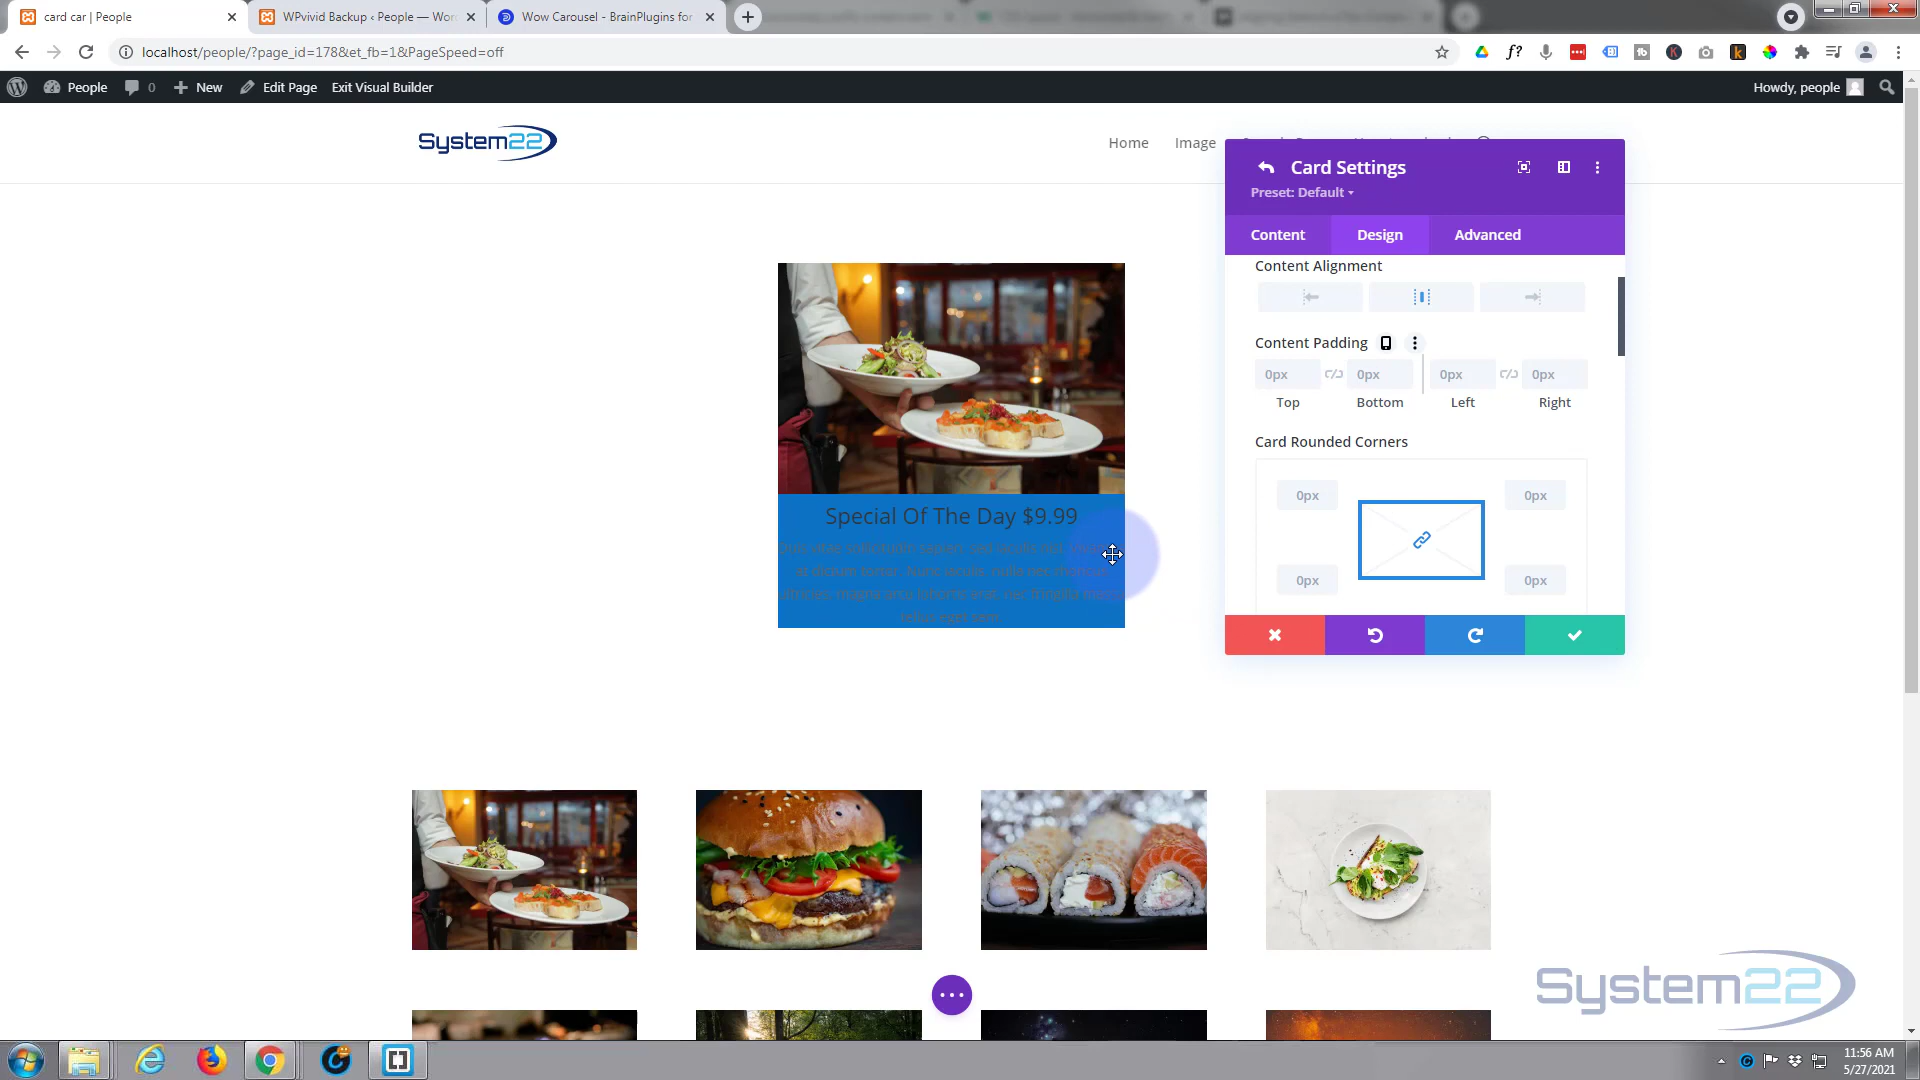 card car | People
WPvivid Backup ‹ People — Wor
Wow Carousel - BrainPlugins for
localhost/people/?page_id=178&et_fb=1&PageSpeed=off
People
0
New
Edit Page
Exit Visual Builder
Howdy, people
System22
Home
Image
Card Settings
Preset: Default
Content
Design
Advanced
Content Alignment
Content Padding
0px
0px
0px
0px
Top
Bottom
Left
Right
Card Rounded Corners
0px
0px
0px
0px
Special Of The Day $9.99
System22
11:56 AM
5/27/2021